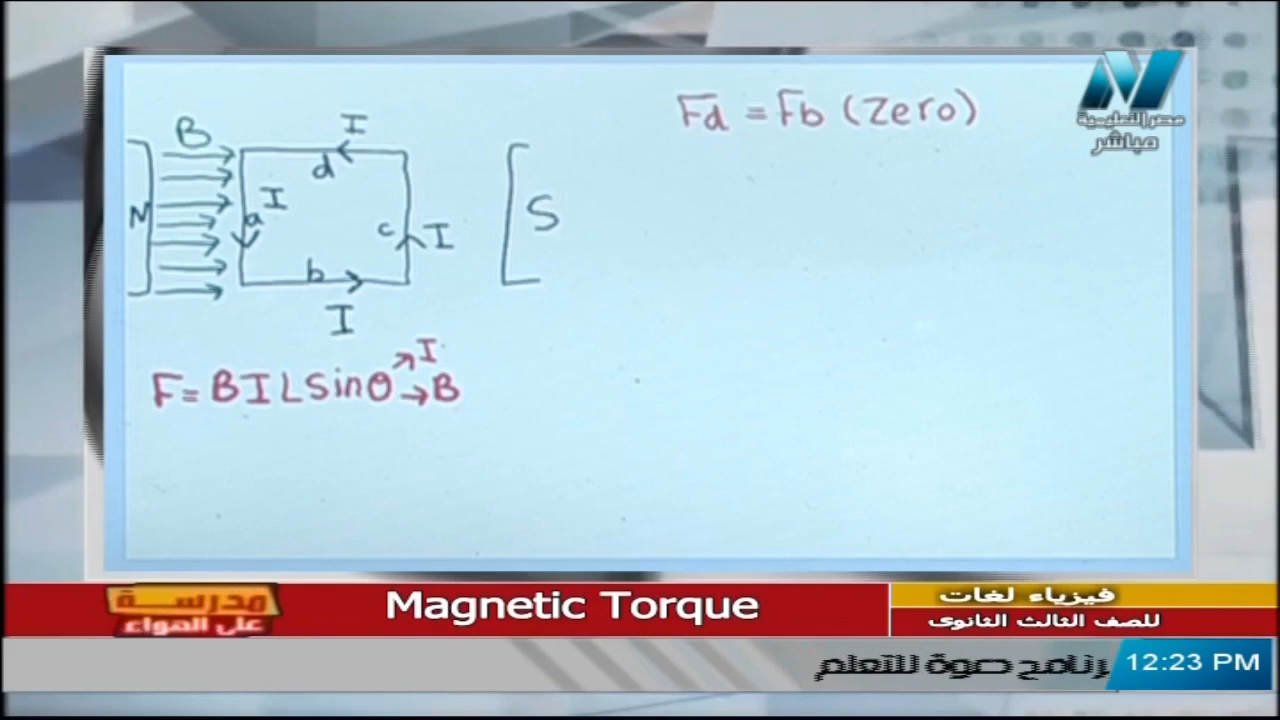 Fd = Fb (Zero)
مصر التعليمية
مباشر
B
I
d
N
a
I
c
I
S
b
I
F = BILSinθ ↗ I
→ B
مدرسة
على الهواء
Magnetic Torque
فيزياء لغات
للصف الثالث الثانوى
برنامج صوة للتعلم
12:23 PM